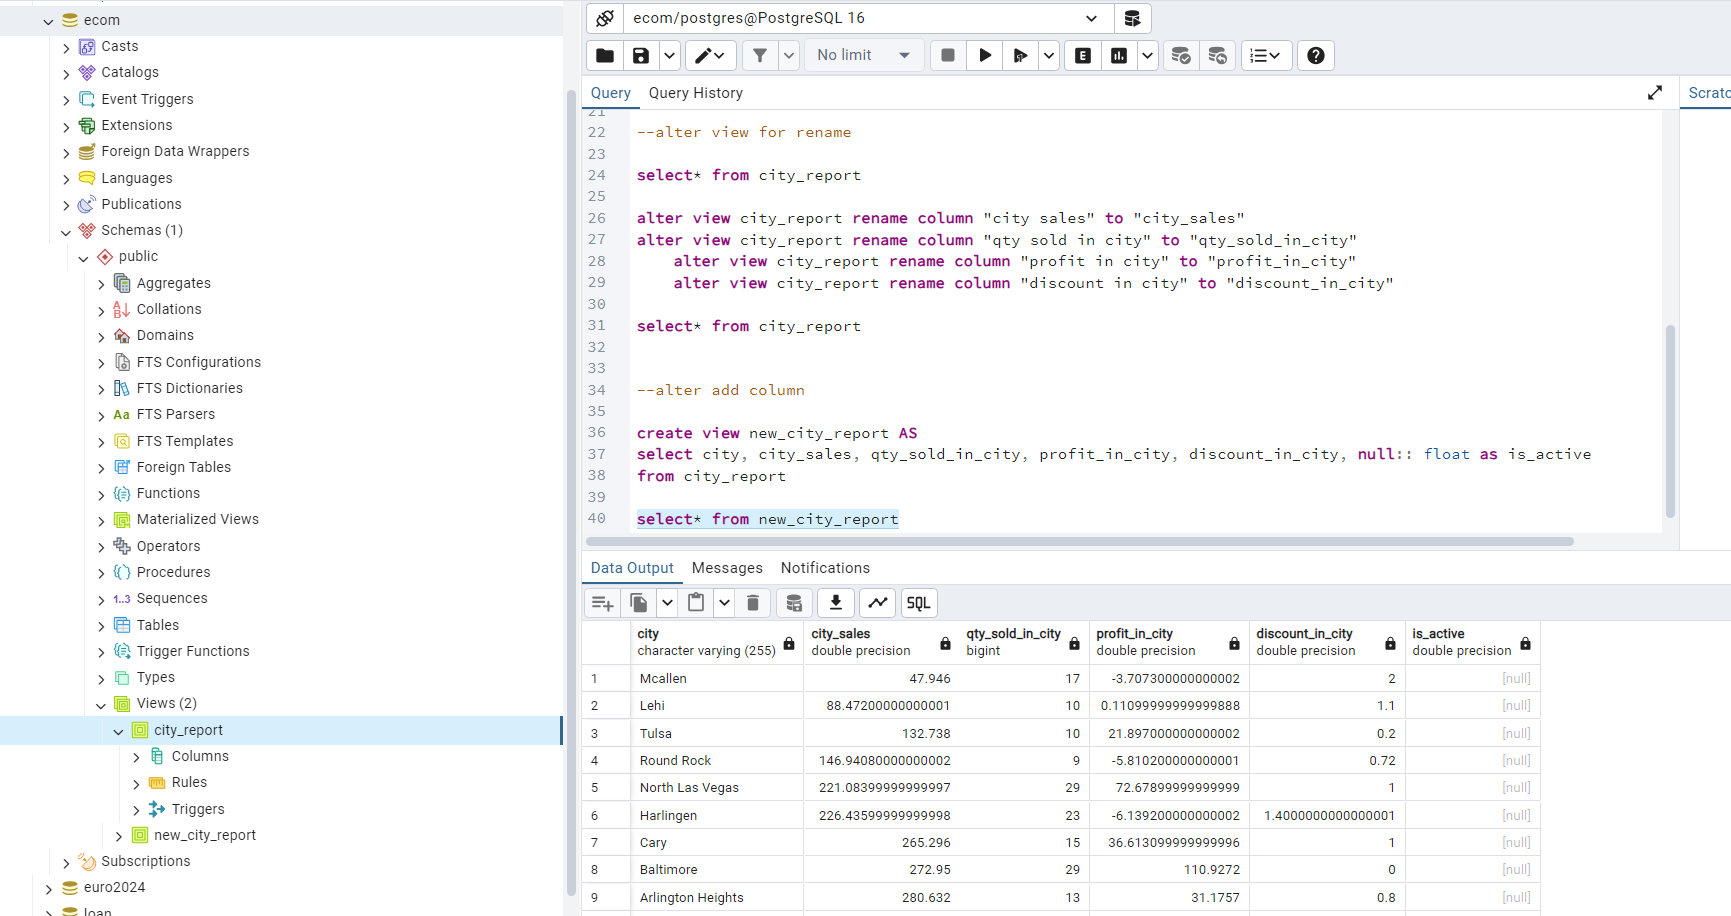 ecom
Casts
Catalogs
Event Triggers
Extensions
Foreign Data Wrappers
Languages
Publications
Schemas (1)
public
Aggregates
Collations
Domains
FTS Configurations
FTS Dictionaries
Aa FTS Parsers
FTS Templates
Foreign Tables
Functions
Materialized Views
Operators
Procedures
1..3 Sequences
Tables
Trigger Functions
Types
Views (2)
city_report
Columns
Rules
Triggers
new_city_report
Subscriptions
euro2024
loan
ecom/postgres@PostgreSQL 16
No limit
E
Query Query History
Scratc
21
22 --alter view for rename
23
24 select* from city_report
25
26 alter view city_report rename column "city sales" to "city_sales"
27 alter view city_report rename column "qty sold in city" to "qty_sold_in_city"
28 alter view city_report rename column "profit in city" to "profit_in_city"
29 alter view city_report rename column "discount in city" to "discount_in_city"
30
31 select* from city_report
32
33
34 --alter add column
35
36 create view new_city_report AS
37 select city, city_sales, qty_sold_in_city, profit_in_city, discount_in_city, null:: float as is_active
38 from city_report
39
40 select* from new_city_report
Data Output Messages Notifications
SQL
city city_sales qty_sold_in_city profit_in_city discount_in_city is_active
character varying (255) double precision bigint double precision double precision double precision
1 Mcallen 47.946 17 -3.707300000000002 2 [null]
2 Lehi 88.47200000000001 10 0.11099999999999888 1.1 [null]
3 Tulsa 132.738 10 21.897000000000002 0.2 [null]
4 Round Rock 146.94080000000002 9 -5.810200000000001 0.72 [null]
5 North Las Vegas 221.08399999999997 29 72.67899999999999 1 [null]
6 Harlingen 226.43599999999998 23 -6.139200000000002 1.4000000000000001 [null]
7 Cary 265.296 15 36.613099999999996 1 [null]
8 Baltimore 272.95 29 110.9272 0 [null]
9 Arlington Heights 280.632 13 31.1757 0.8 [null]